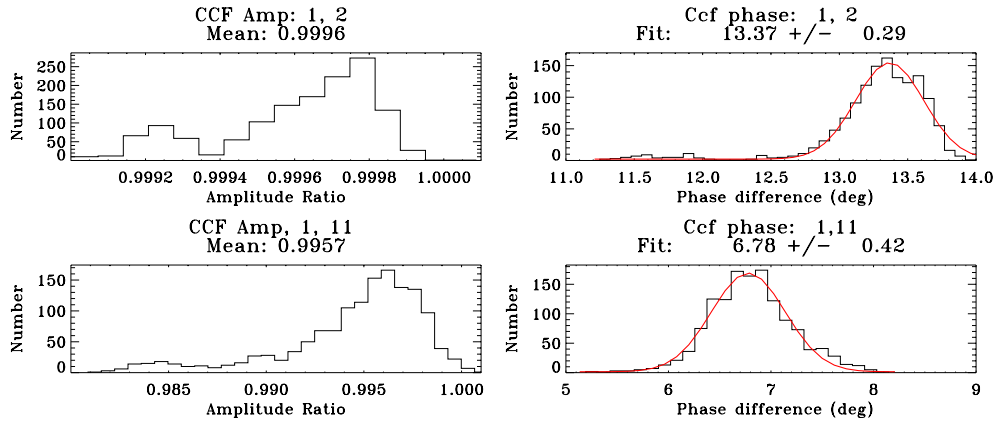 CCF Amp: 1, 2
Mean: 0.9996
Number
250
200
150
100
50
0
0.9992 0.9994 0.9996 0.9998 1.0000
Amplitude Ratio
Ccf phase: 1, 2
Fit: 13.37 +/- 0.29
Number
150
100
50
0
11.0 11.5 12.0 12.5 13.0 13.5 14.0
Phase difference (deg)
CCF Amp, 1, 11
Mean: 0.9957
Number
150
100
50
0
0.985 0.990 0.995 1.000
Amplitude Ratio
Ccf phase: 1,11
Fit: 6.78 +/- 0.42
Number
150
100
50
0
5 6 7 8 9
Phase difference (deg)